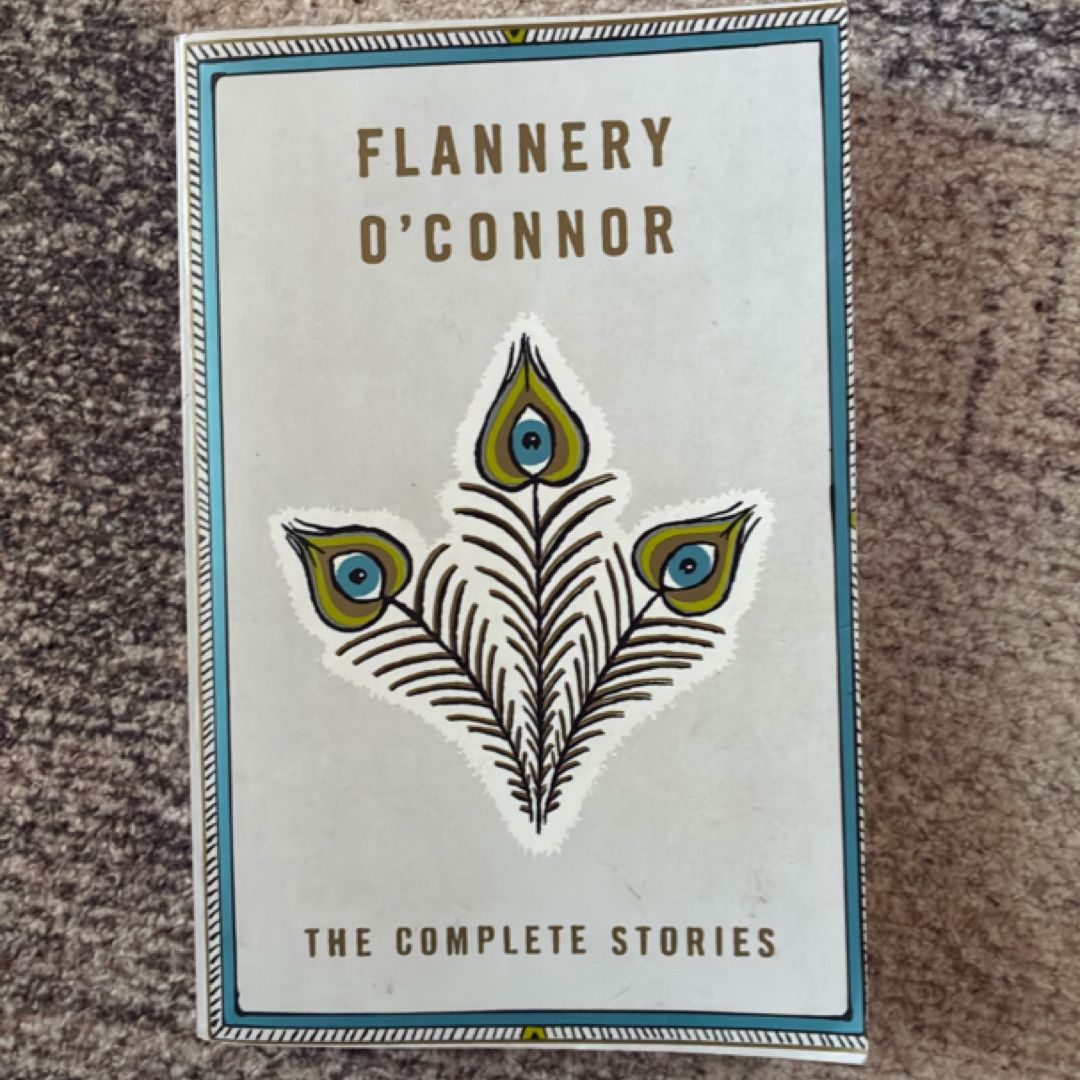 FLANNERY
O'CONNOR
THE COMPLETE STORIES